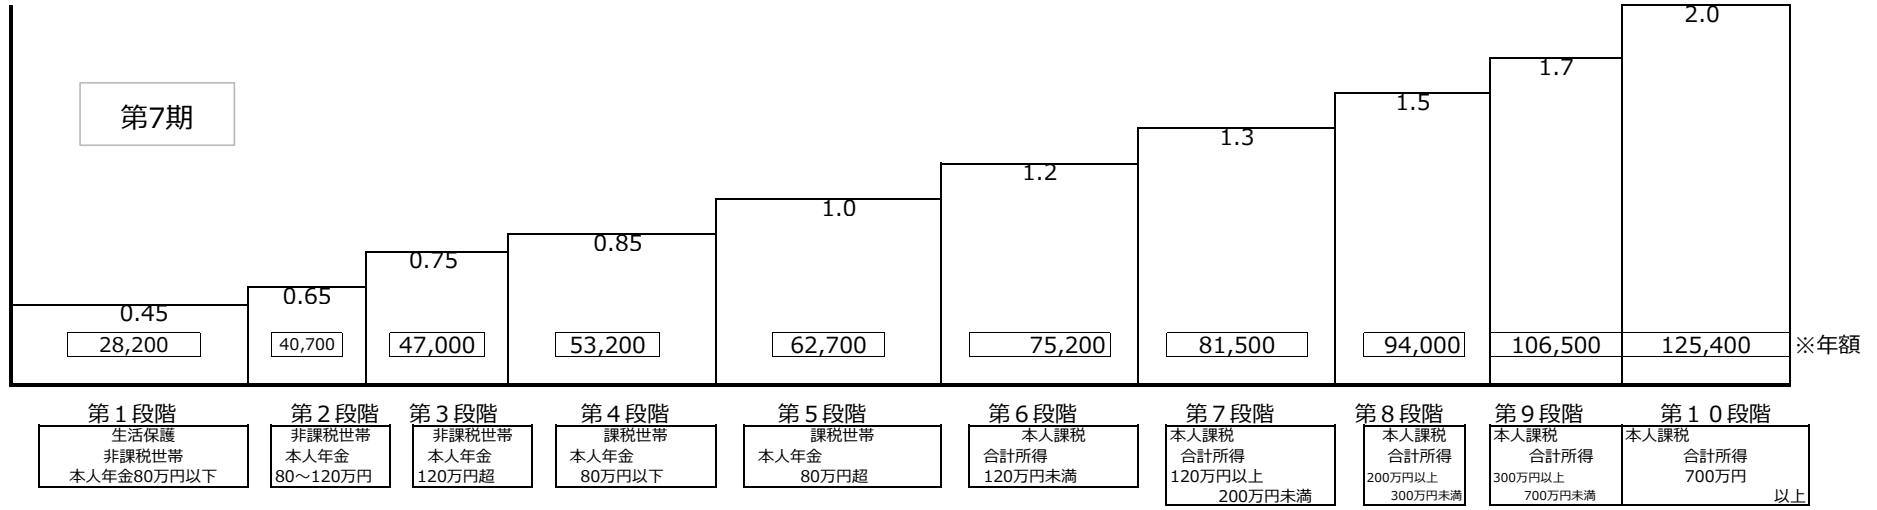 第7期
0.45
0.65
0.75
0.85
1.0
1.2
1.3
1.5
1.7
2.0
28,200
40,700
47,000
53,200
62,700
75,200
81,500
94,000
106,500
125,400
※年額
第１段階
生活保護
非課税世帯
本人年金80万円以下
第２段階
非課税世帯
本人年金
80～120万円
第３段階
非課税世帯
本人年金
120万円超
第４段階
課税世帯
本人年金
80万円以下
第５段階
課税世帯
本人年金
80万円超
第６段階
本人課税
合計所得
120万円未満
第７段階
本人課税
合計所得
120万円以上
200万円未満
第８段階
本人課税
合計所得
200万円以上
300万円未満
第９段階
本人課税
合計所得
300万円以上
700万円未満
第１０段階
本人課税
合計所得
700万円
以上